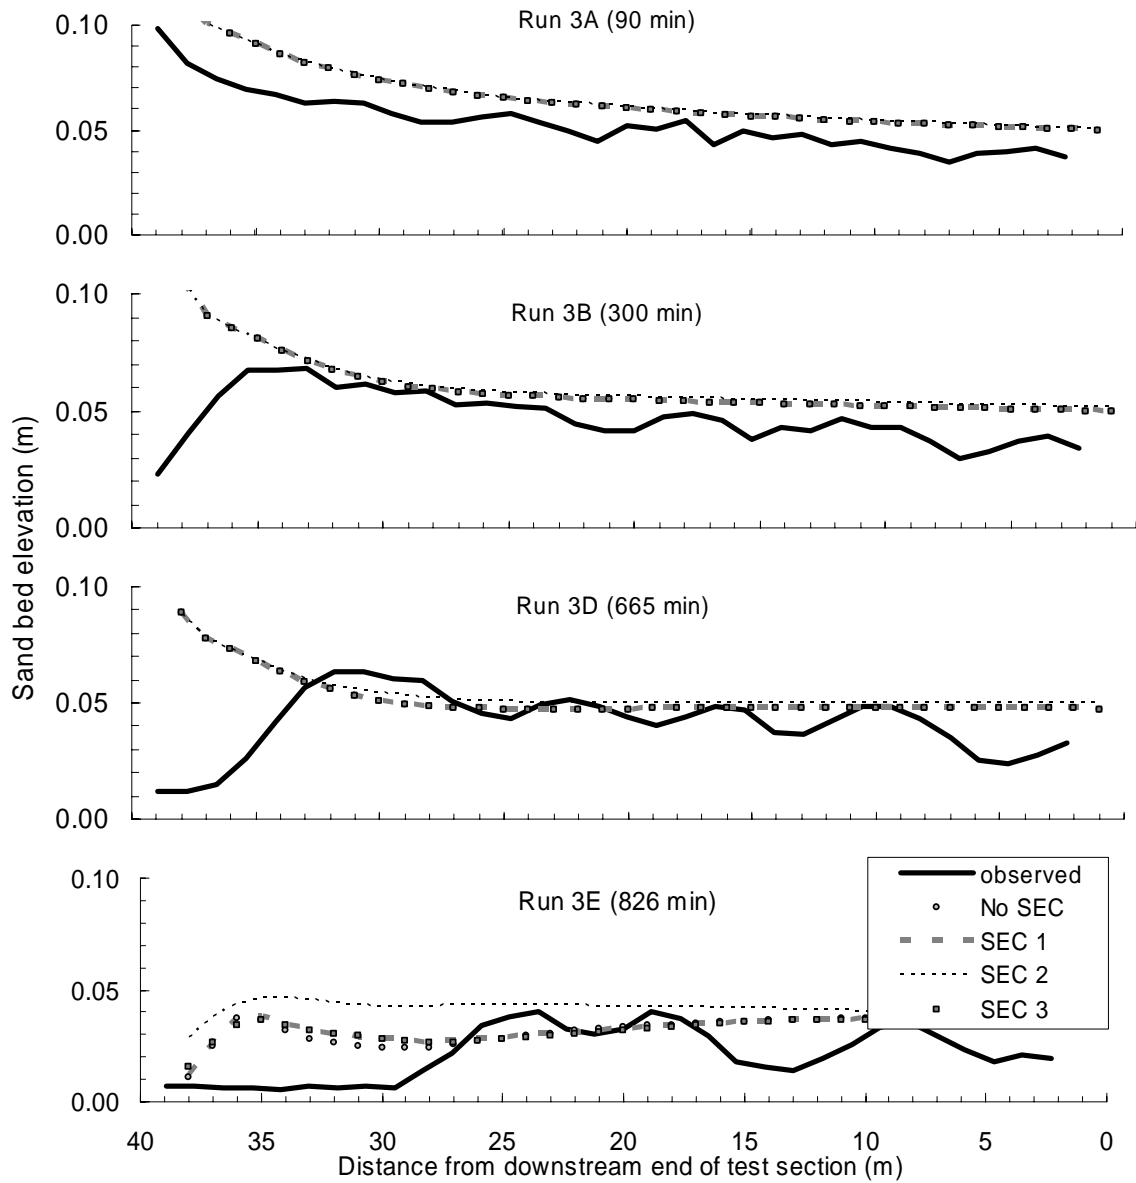 Run 3A (90 min)
0.10
0.05
0.00
Run 3B (300 min)
0.10
0.05
0.00
Sand bed elevation (m)
Run 3D (665 min)
0.10
0.05
0.00
Run 3E (826 min)
0.10
0.05
0.00
observed
No SEC
SEC 1
SEC 2
SEC 3
40 35 30 25 20 15 10 5 0
Distance from downstream end of test section (m)